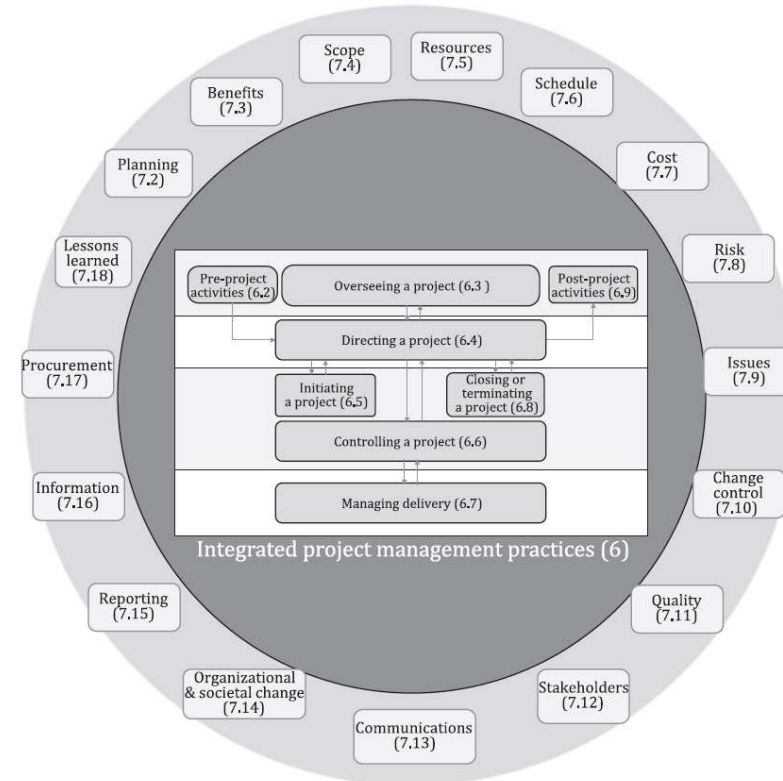 Scope
(7.4)
Resources
(7.5)
Schedule
(7.6)
Cost
(7.7)
Risk
(7.8)
Issues
(7.9)
Change
control
(7.10)
Quality
(7.11)
Stakeholders
(7.12)
Communications
(7.13)
Organizational
& societal change
(7.14)
Reporting
(7.15)
Information
(7.16)
Procurement
(7.17)
Lessons
learned
(7.18)
Planning
(7.2)
Benefits
(7.3)
Pre-project
activities (6.2)
Overseeing a project (6.3 )
Post-project
activities (6.9)
Directing a project (6.4)
Initiating
a project (6.5)
Closing or
terminating
a project (6.8)
Controlling a project (6.6)
Managing delivery (6.7)
Integrated project management practices (6)